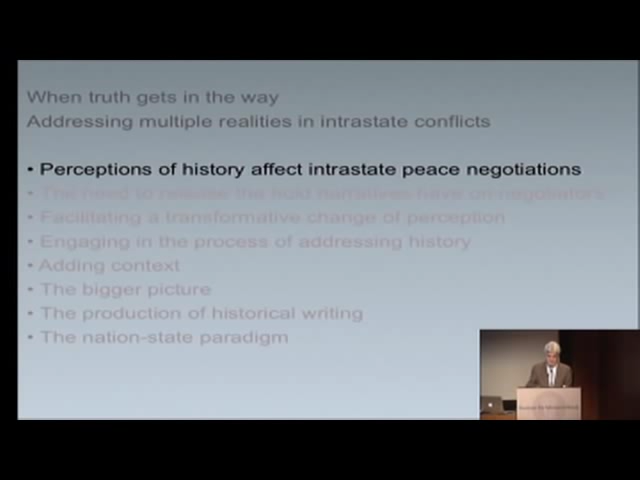 When truth gets in the way
Addressing multiple realities in intrastate conflicts
• Perceptions of history affect intrastate peace negotiations
• The need to release the hold narratives have on negotiators
• Facilitating a transformative change of perception
• Engaging in the process of addressing history
• Adding context
• The bigger picture
• The production of historical writing
• The nation-state paradigm